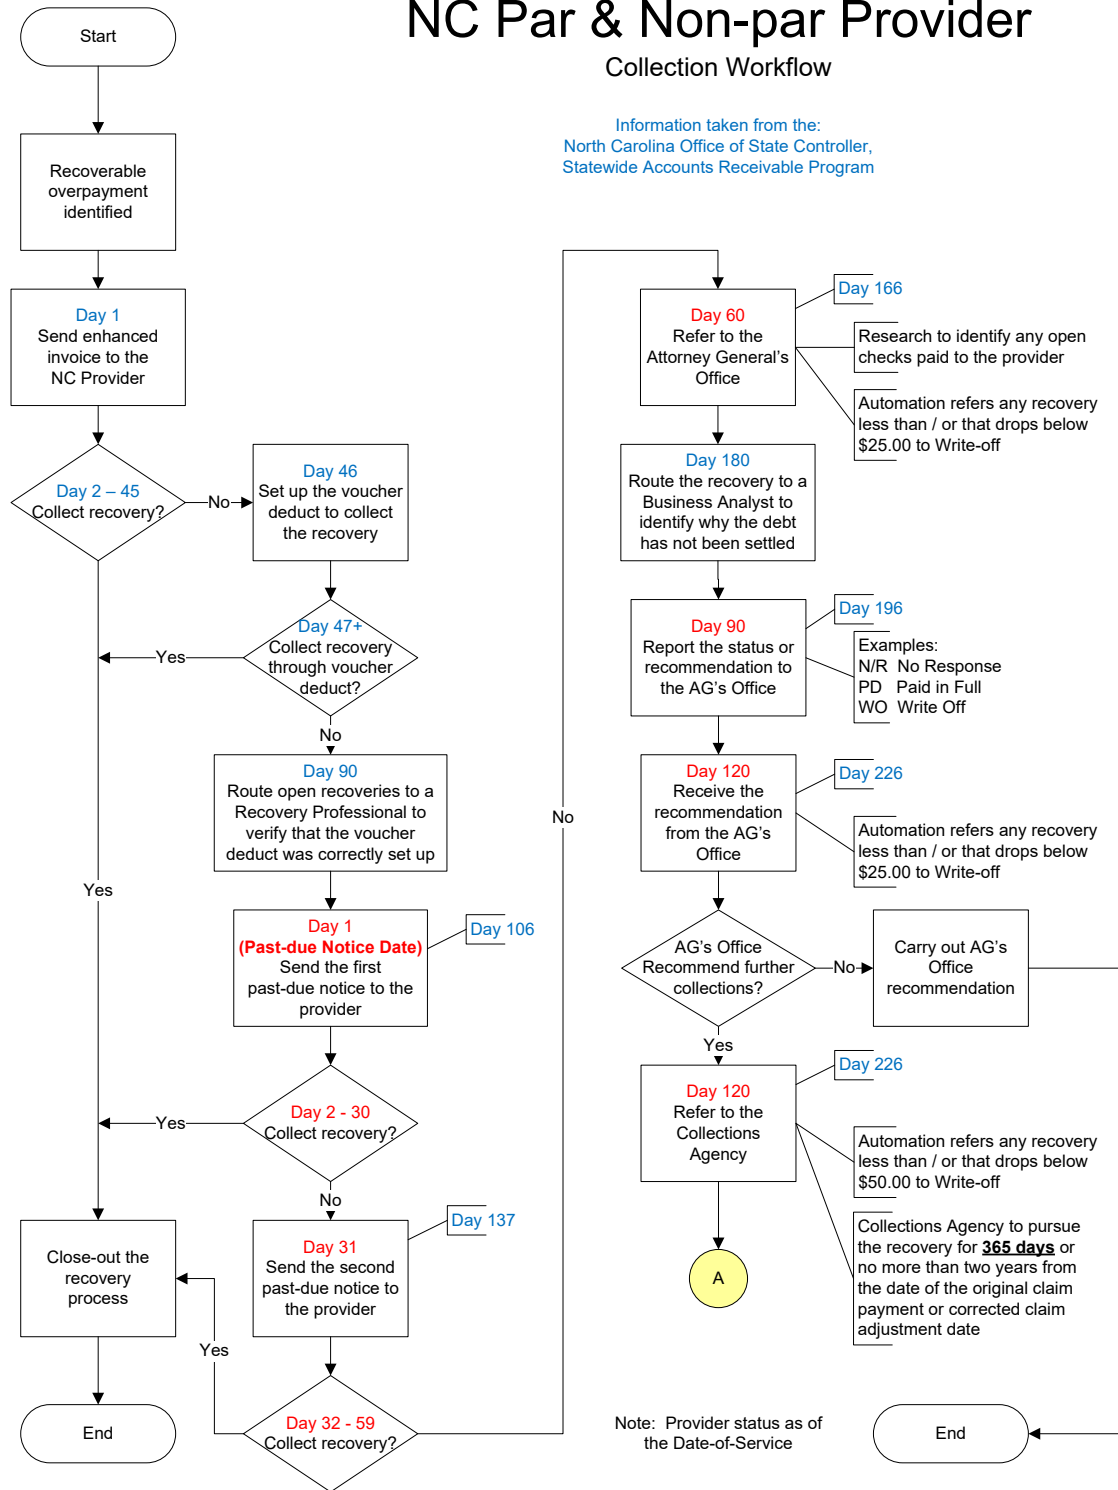 NC Par & Non-par Provider
Collection Workflow
Information taken from the:
North Carolina Office of State Controller,
Statewide Accounts Receivable Program
Start
Recoverable
overpayment
identified
Day 1
Send enhanced
invoice to the
NC Provider
Day 2 – 45
Collect recovery?
No
Day 46
Set up the voucher
deduct to collect
the recovery
Day 47+
Collect recovery
through voucher
deduct?
Yes
No
Day 90
Route open recoveries to a
Recovery Professional to
verify that the voucher
deduct was correctly set up
Yes
Day 1
(Past-due Notice Date)
Send the first
past-due notice to the
provider
Day 106
Day 2 - 30
Collect recovery?
Yes
No
Day 31
Send the second
past-due notice to
the provider
Day 137
Close-out the
recovery
process
Yes
Day 32 - 59
Collect recovery?
End
No
Day 60
Refer to the
Attorney General's
Office
Day 166
Research to identify any open
checks paid to the provider
Automation refers any recovery
less than / or that drops below
$25.00 to Write-off
Day 180
Route the recovery to a
Business Analyst to
identify why the debt
has not been settled
Day 90
Report the status or
recommendation to
the AG's Office
Day 196
Examples:
N/R No Response
PD Paid in Full
WO Write Off
Day 120
Receive the
recommendation
from the AG's
Office
Day 226
Automation refers any recovery
less than / or that drops below
$25.00 to Write-off
AG's Office
Recommend further
collections?
No
Carry out AG's
Office
recommendation
Yes
Day 120
Refer to the
Collections
Agency
Day 226
Automation refers any recovery
less than / or that drops below
$50.00 to Write-off
Collections Agency to pursue
the recovery for 365 days or
no more than two years from
the date of the original claim
payment or corrected claim
adjustment date
A
Note: Provider status as of
the Date-of-Service
End